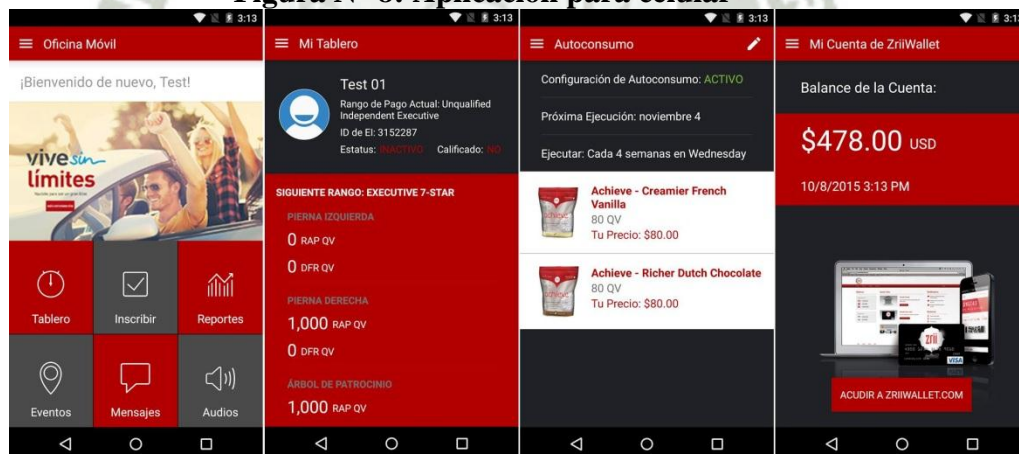 Figura N° 8: Aplicación para celular
3:13
Oficina Móvil
¡Bienvenido de nuevo, Test!
vive sin
límites
Tablero
Inscribir
Reportes
Eventos
Mensajes
Audios
3:13
Mi Tablero
Test 01
Rango de Pago Actual: Unqualified
Independent Executive
ID de EI: 3152287
Estatus: INACTIVO Calificado: NO
SIGUIENTE RANGO: EXECUTIVE 7-STAR
PIERNA IZQUIERDA
0 RAP QV
0 DFR QV
PIERNA DERECHA
1,000 RAP QV
0 DFR QV
ÁRBOL DE PATROCINIO
1,000 RAP QV
3:13
Autoconsumo
Configuración de Autoconsumo: ACTIVO
Próxima Ejecución: noviembre 4
Ejecutar: Cada 4 semanas en Wednesday
achieve
Achieve - Creamier French
Vanilla
80 QV
Tu Precio: $80.00
achieve
Achieve - Richer Dutch Chocolate
80 QV
Tu Precio: $80.00
3:13
Mi Cuenta de ZriiWallet
Balance de la Cuenta:
$478.00 USD
10/8/2015 3:13 PM
zrii
VISA
ACUDIR A ZRIIWALLET.COM